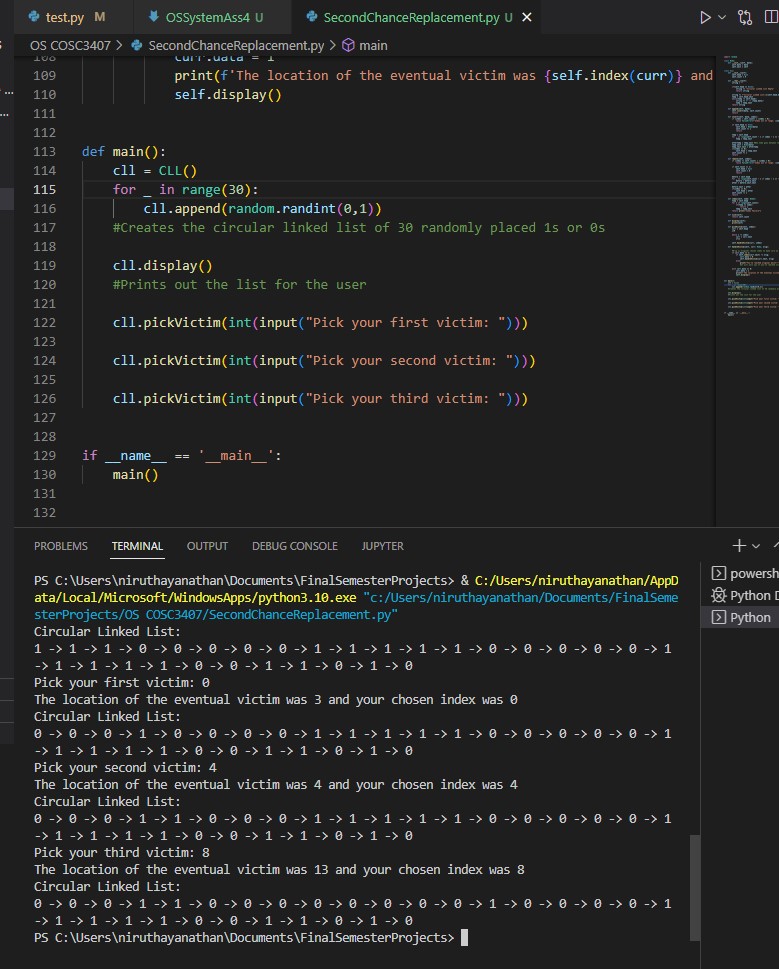 test.py M OSSystemAss4 U SecondChanceReplacement.py U
OS COSC3407 > SecondChanceReplacement.py > main
109 print(f'The location of the eventual victim was {self.index(curr)} and
110 self.display()
111
112
113 def main():
114 cll = CLL()
115 for _ in range(30):
116 cll.append(random.randint(0,1))
117 #Creates the circular linked list of 30 randomly placed 1s or 0s
118
119 cll.display()
120 #Prints out the list for the user
121
122 cll.pickVictim(int(input("Pick your first victim: ")))
123
124 cll.pickVictim(int(input("Pick your second victim: ")))
125
126 cll.pickVictim(int(input("Pick your third victim: ")))
127
128
129 if __name__ == '__main__':
130 main()
131
132
PROBLEMS TERMINAL OUTPUT DEBUG CONSOLE JUPYTER
PS C:\Users\niruthayanathan\Documents\FinalSemesterProjects> & C:/Users/niruthayanathan/AppD
ata/Local/Microsoft/WindowsApps/python3.10.exe "c:/Users/niruthayanathan/Documents/FinalSeme
sterProjects/OS COSC3407/SecondChanceReplacement.py"
Circular Linked List:
1 -> 1 -> 1 -> 0 -> 0 -> 0 -> 0 -> 0 -> 1 -> 1 -> 1 -> 1 -> 1 -> 0 -> 0 -> 0 -> 0 -> 0 -> 1
-> 1 -> 1 -> 1 -> 1 -> 0 -> 0 -> 1 -> 1 -> 0 -> 1 -> 0
Pick your first victim: 0
The location of the eventual victim was 3 and your chosen index was 0
Circular Linked List:
0 -> 0 -> 0 -> 1 -> 0 -> 0 -> 0 -> 0 -> 1 -> 1 -> 1 -> 1 -> 1 -> 0 -> 0 -> 0 -> 0 -> 0 -> 1
-> 1 -> 1 -> 1 -> 1 -> 0 -> 0 -> 1 -> 1 -> 0 -> 1 -> 0
Pick your second victim: 4
The location of the eventual victim was 4 and your chosen index was 4
Circular Linked List:
0 -> 0 -> 0 -> 1 -> 1 -> 0 -> 0 -> 0 -> 1 -> 1 -> 1 -> 1 -> 1 -> 0 -> 0 -> 0 -> 0 -> 0 -> 1
-> 1 -> 1 -> 1 -> 1 -> 0 -> 0 -> 1 -> 1 -> 0 -> 1 -> 0
Pick your third victim: 8
The location of the eventual victim was 13 and your chosen index was 8
Circular Linked List:
0 -> 0 -> 0 -> 1 -> 1 -> 0 -> 0 -> 0 -> 0 -> 0 -> 0 -> 0 -> 0 -> 1 -> 0 -> 0 -> 0 -> 0 -> 1
-> 1 -> 1 -> 1 -> 1 -> 0 -> 0 -> 1 -> 1 -> 0 -> 1 -> 0
PS C:\Users\niruthayanathan\Documents\FinalSemesterProjects>
powersh
Python D
Python